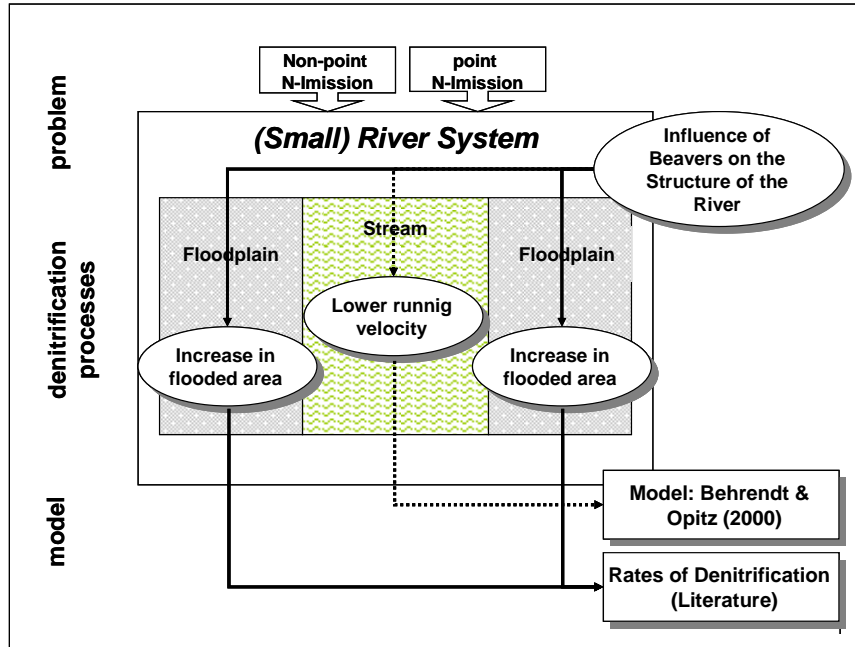 problem
denitrification
processes
model
Non-point
N-Imission
point
N-Imission
(Small) River System
Influence of
Beavers on the
Structure of the
River
Floodplain
Stream
Floodplain
Lower runnig
velocity
Increase in
flooded area
Increase in
flooded area
Model: Behrendt &
Opitz (2000)
Rates of Denitrification
(Literature)